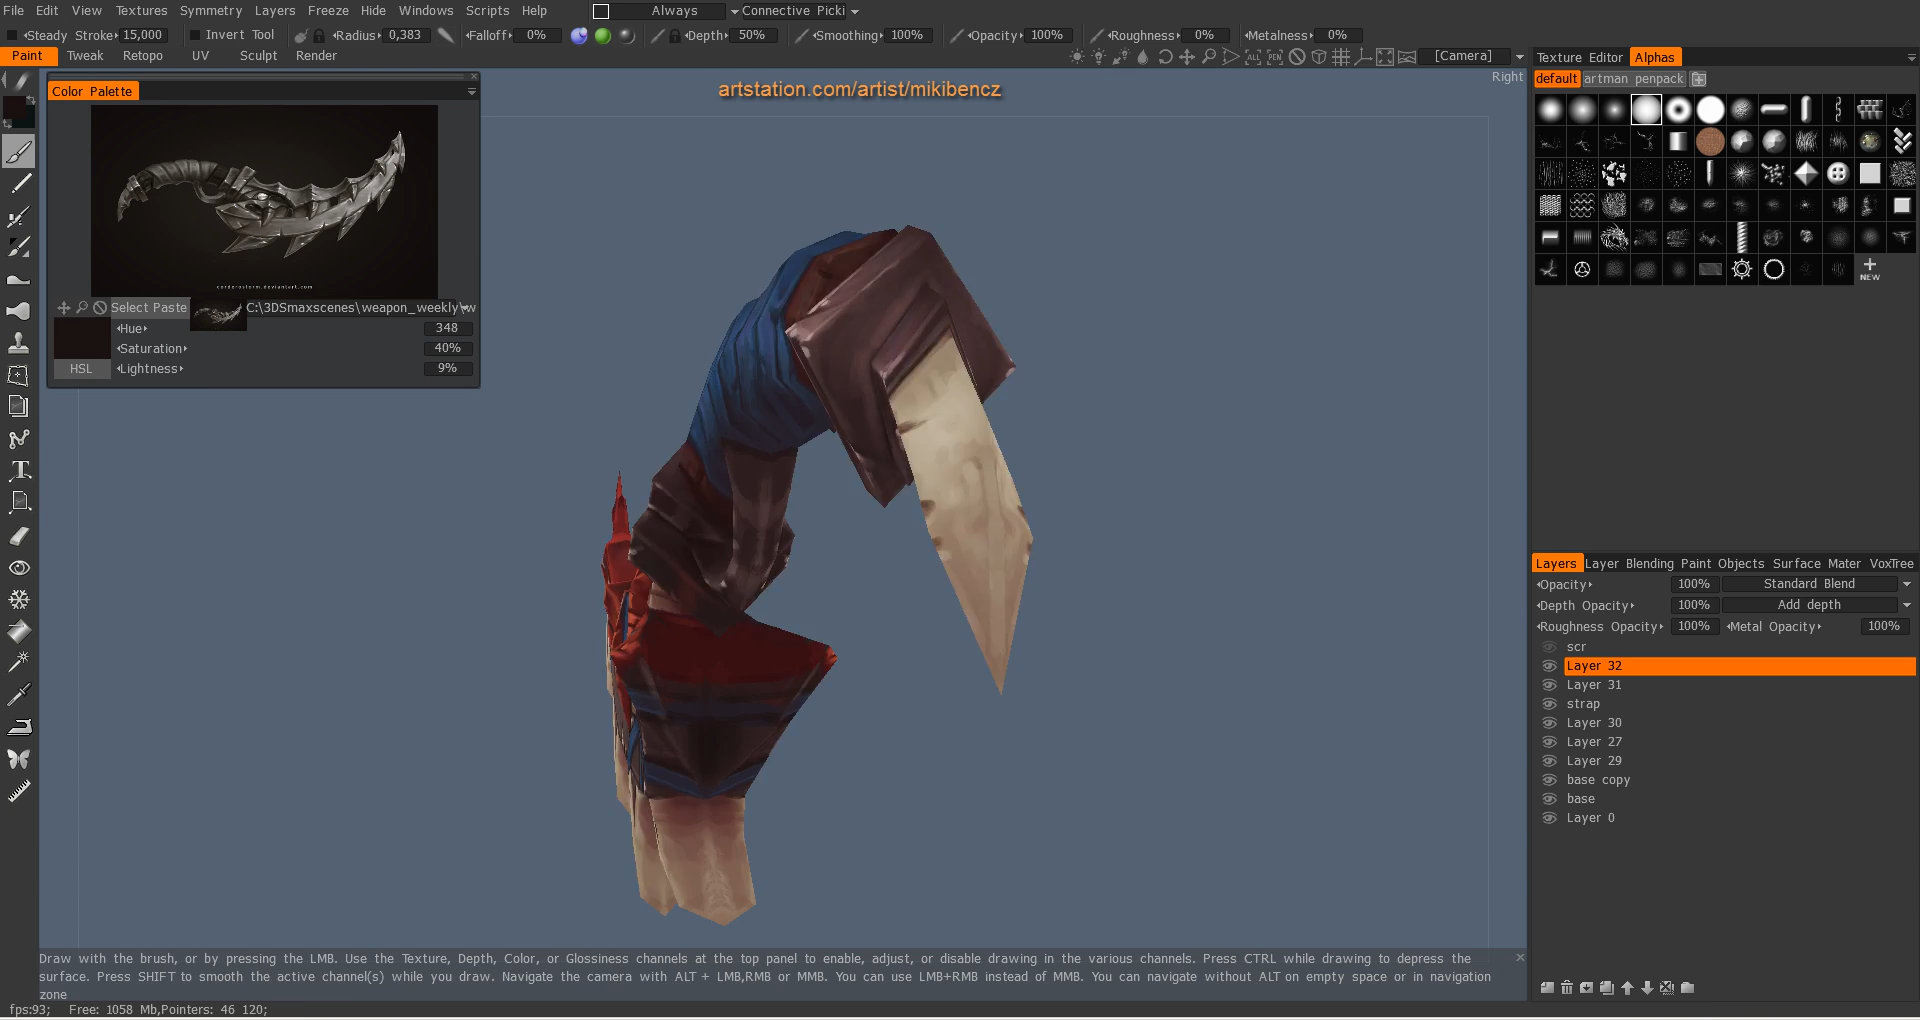 File Edit View Textures Symmetry Layers Freeze Hide Windows Scripts Help Always Connective Picki
Steady Stroke 15,000 Invert Tool Radius 0,383 Falloff 0% Depth 50% Smoothing 100% Opacity 100% Roughness 0% Metalness 0%
Paint Tweak Retopo UV Sculpt Render ALL PEN [Camera]
Right
artstation.com/artist/mikibencz
Color Palette
corderostorm.deviantart.com
Select Paste C:\3DSmaxscenes\weapon_weekly\w
Hue 348
Saturation 40%
HSL Lightness 9%
Texture Editor Alphas
default artman penpack
NEW
Layers Layer Blending Paint Objects Surface Mater VoxTree
Opacity 100% Standard Blend
Depth Opacity 100% Add depth
Roughness Opacity 100% Metal Opacity 100%
scr
Layer 32
Layer 31
strap
Layer 30
Layer 27
Layer 29
base copy
base
Layer 0
Draw with the brush, or by pressing the LMB. Use the Texture, Depth, Color, or Glossiness channels at the top panel to enable, adjust, or disable drawing in the various channels. Press CTRL while drawing to depress the
surface. Press SHIFT to smooth the active channel(s) while you draw. Navigate the camera with ALT + LMB,RMB or MMB. You can use LMB+RMB instead of MMB. You can navigate without ALT on empty space or in navigation
zone
fps:93; Free: 1058 Mb,Pointers: 46 120;